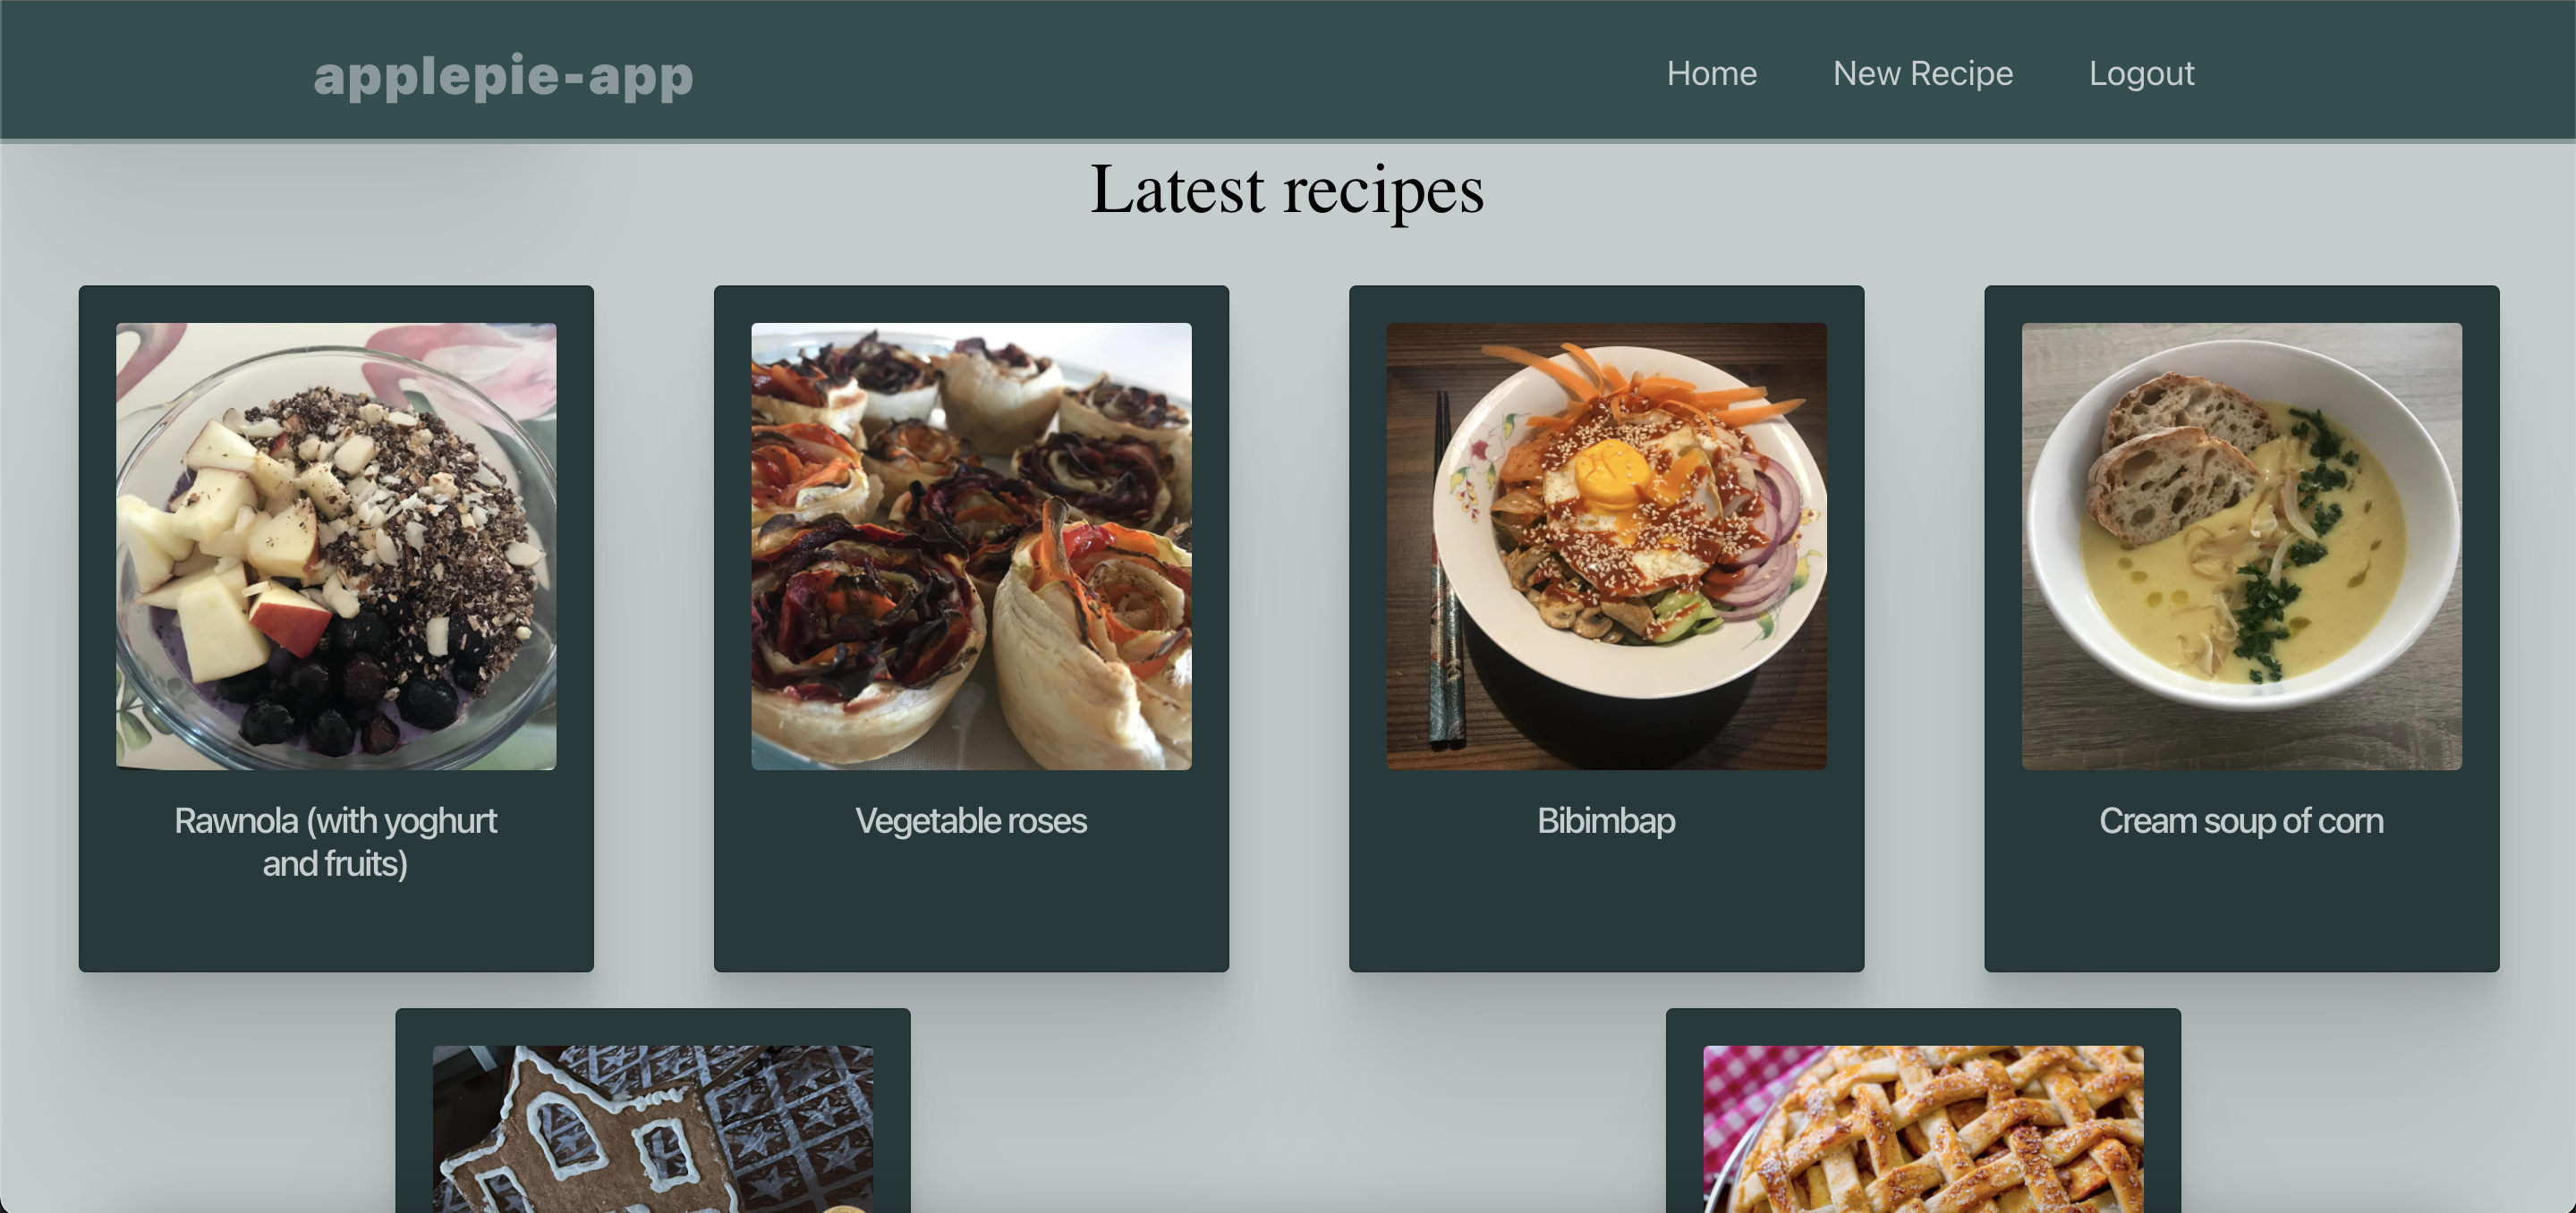 applepie-app
Home
New Recipe
Logout
Latest recipes
Rawnola (with yoghurt
and fruits)
Vegetable roses
Bibimbap
Cream soup of corn